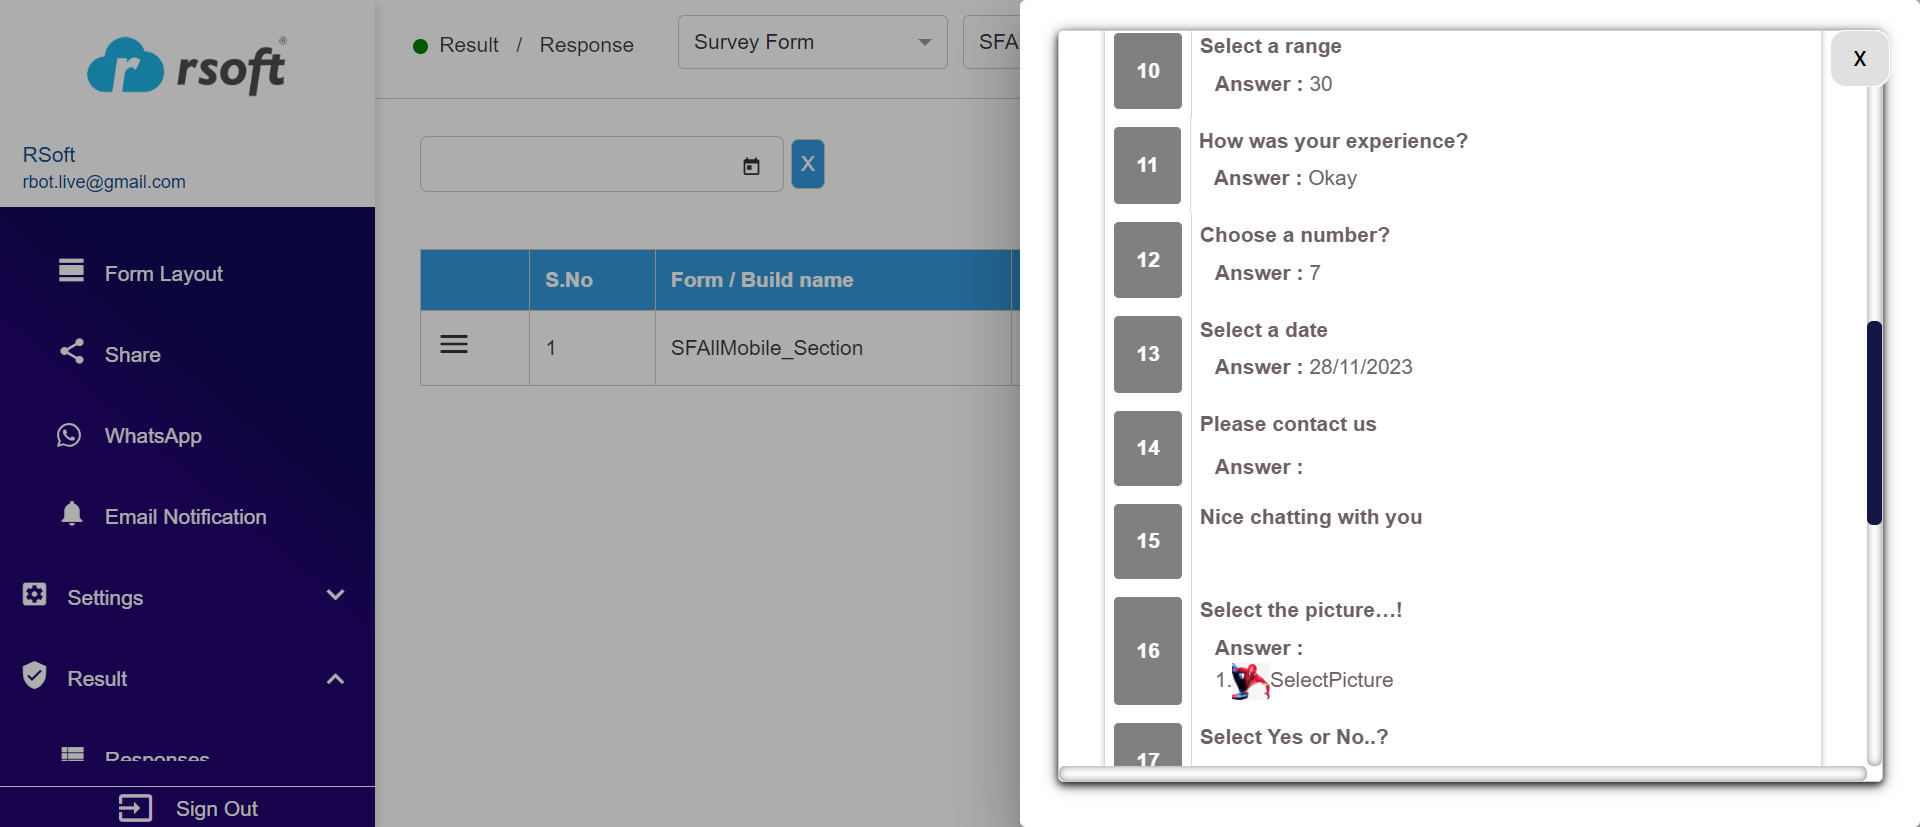 rsoft®
RSoft
rbot.live@gmail.com
Form Layout
Share
WhatsApp
Email Notification
Settings
Result
Responses
Sign Out
Result / Response
Survey Form
SFA
X
S.No
Form / Build name
1
SFAllMobile_Section
X
10
Select a range
Answer : 30
11
How was your experience?
Answer : Okay
12
Choose a number?
Answer : 7
13
Select a date
Answer : 28/11/2023
14
Please contact us
Answer :
15
Nice chatting with you
16
Select the picture...!
Answer :
1. SelectPicture
17
Select Yes or No..?